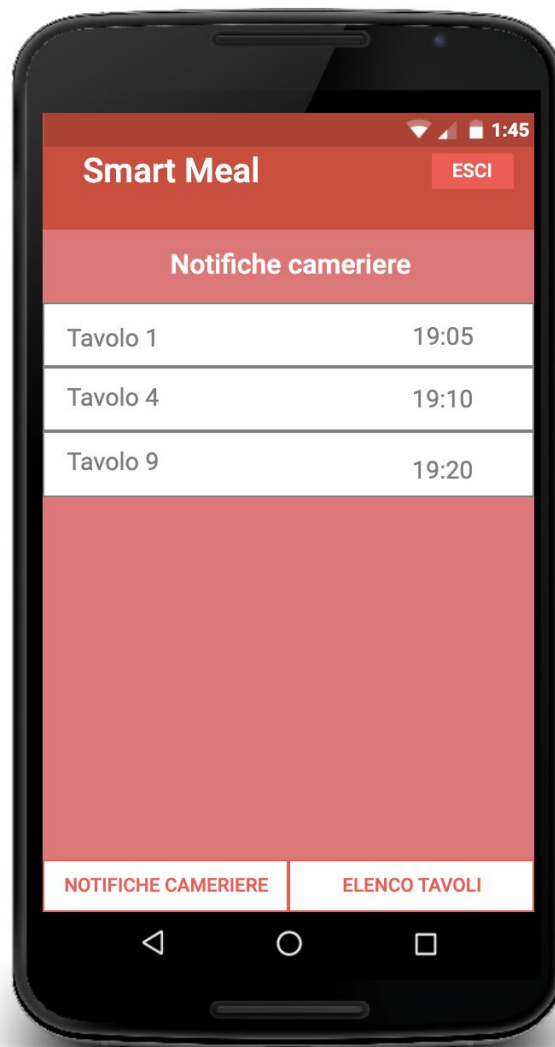 1:45
Smart Meal
ESCI
Notifiche cameriere
Tavolo 1 19:05
Tavolo 4 19:10
Tavolo 9 19:20
NOTIFICHE CAMERIERE
ELENCO TAVOLI